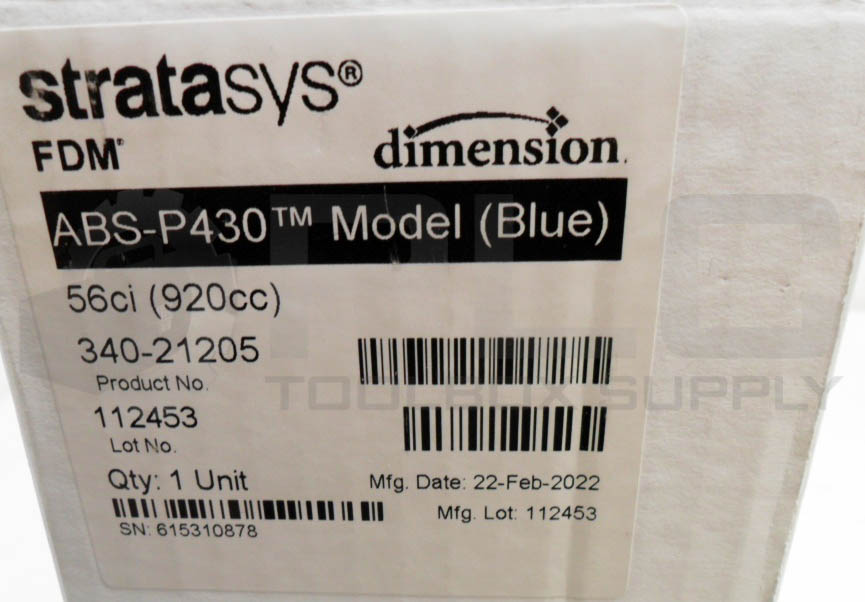 stratasys®
FDM®
dimension.
ABS-P430™ Model (Blue)
56ci (920cc)
340-21205
Product No.
112453
Lot No.
Qty: 1 Unit
Mfg. Date: 22-Feb-2022
SN: 615310878
Mfg. Lot: 112453
PLC
TOOLBOX SUPPLY